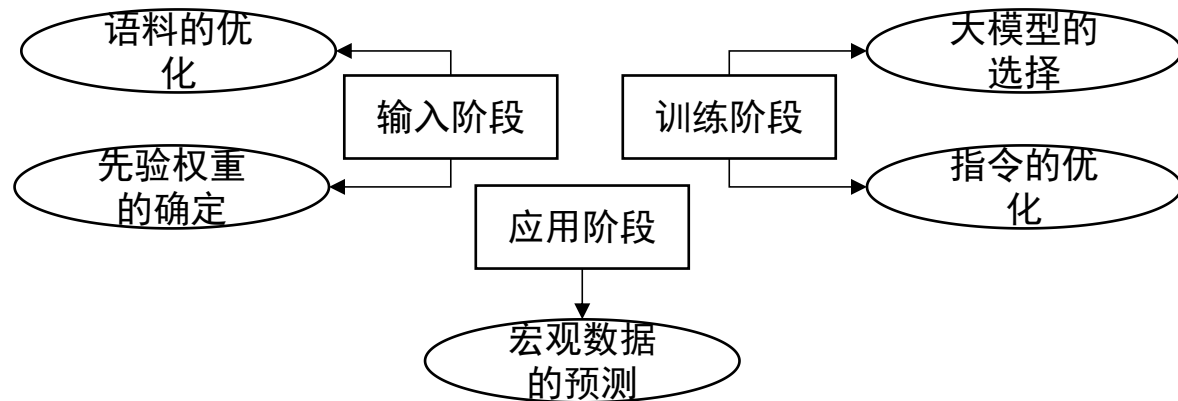 语料的优
化
输入阶段
先验权重
的确定
训练阶段
大模型的
选择
指令的优
化
应用阶段
宏观数据
的预测